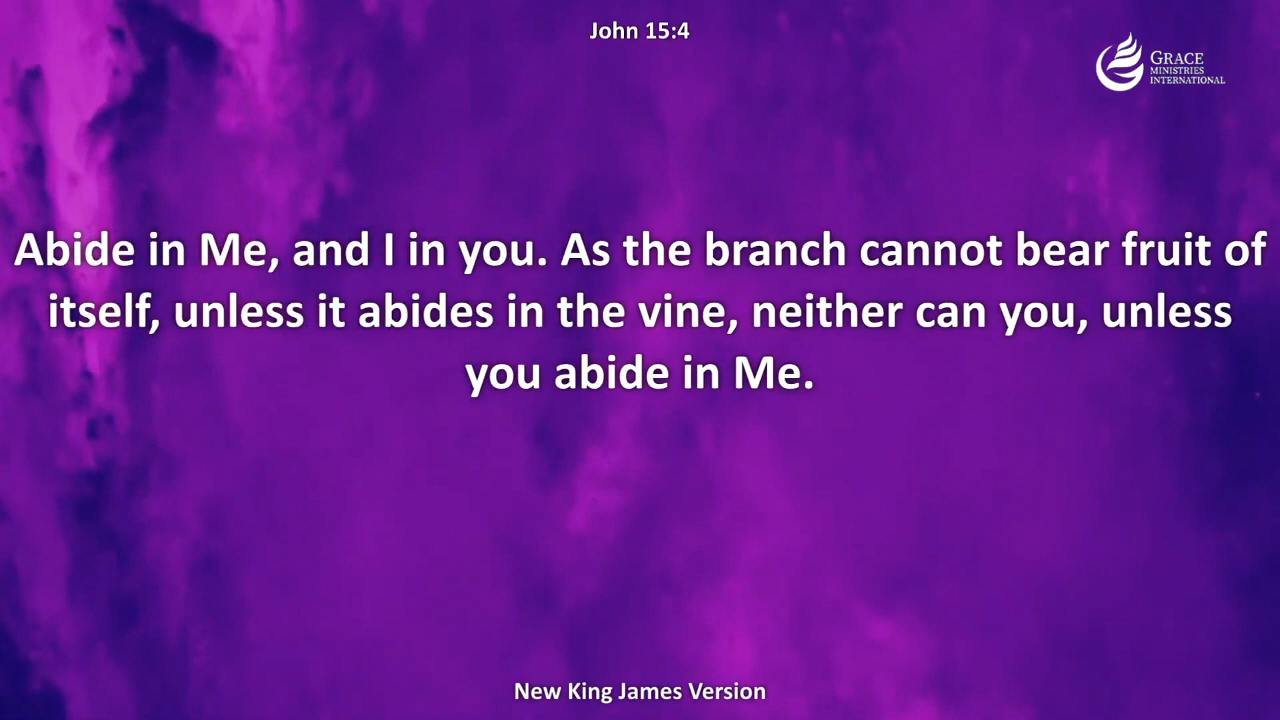 John 15:4
GRACE
MINISTRIES
INTERNATIONAL
Abide in Me, and I in you. As the branch cannot bear fruit of
itself, unless it abides in the vine, neither can you, unless
you abide in Me.
New King James Version